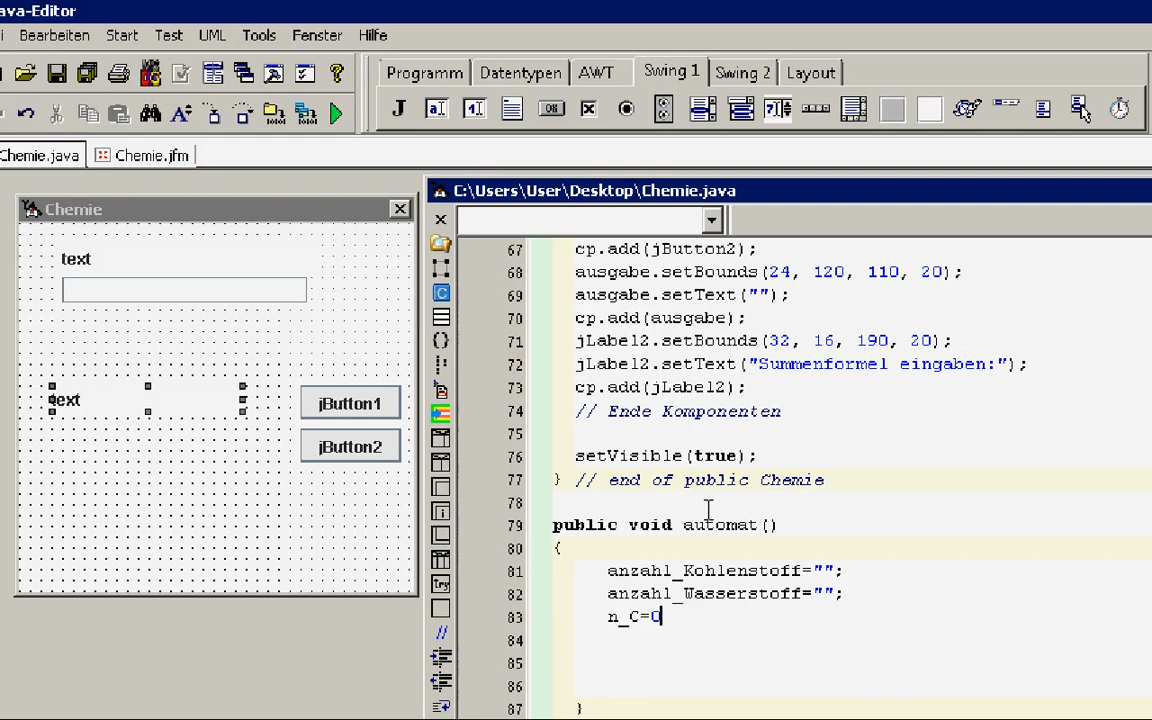 ava-Editor
i Bearbeiten Start Test UML Tools Fenster Hilfe
Programm Datentypen AWT Swing 1 Swing 2 Layout
Chemie.java Chemie.jfm
Chemie
text
text
jButton1
jButton2
C:\Users\User\Desktop\Chemie.java
67 cp.add(jButton2);
68 ausgabe.setBounds(24, 120, 110, 20);
69 ausgabe.setText("");
70 cp.add(ausgabe);
71 jLabel2.setBounds(32, 16, 190, 20);
72 jLabel2.setText("Summenformel eingaben:");
73 cp.add(jLabel2);
74 // Ende Komponenten
75
76 setVisible(true);
77 } // end of public Chemie
78
79 public void automat()
80 {
81 anzahl_Kohlenstoff="";
82 anzahl_Wasserstoff="";
83 n_C=0
84
85
86
87 }